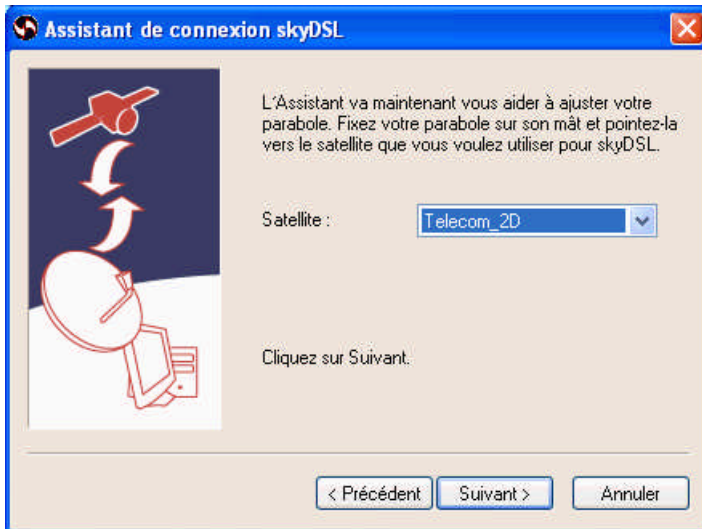 Assistant de connexion skyDSL
L'Assistant va maintenant vous aider à ajuster votre
parabole. Fixez votre parabole sur son mât et pointez-la
vers le satellite que vous voulez utiliser pour skyDSL.
Satellite : Telecom_2D
Cliquez sur Suivant.
< Précédent Suivant > Annuler